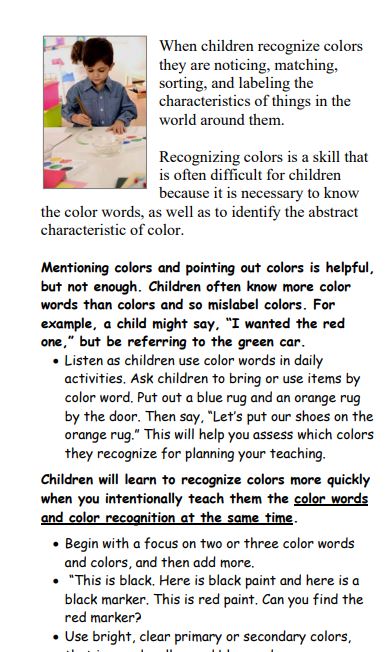 When children recognize colors
they are noticing, matching,
sorting, and labeling the
characteristics of things in the
world around them.
Recognizing colors is a skill that
is often difficult for children
because it is necessary to know
the color words, as well as to identify the abstract
characteristic of color.
Mentioning colors and pointing out colors is helpful,
but not enough. Children often know more color
words than colors and so mislabel colors. For
example, a child might say, “I wanted the red
one,” but be referring to the green car.
• Listen as children use color words in daily
activities. Ask children to bring or use items by
color word. Put out a blue rug and an orange rug
by the door. Then say, “Let’s put our shoes on the
orange rug.” This will help you assess which colors
they recognize for planning your teaching.
Children will learn to recognize colors more quickly
when you intentionally teach them the color words
and color recognition at the same time.
• Begin with a focus on two or three color words
and colors, and then add more.
• “This is black. Here is black paint and here is a
black marker. This is red paint. Can you find the
red marker?
• Use bright, clear primary or secondary colors,